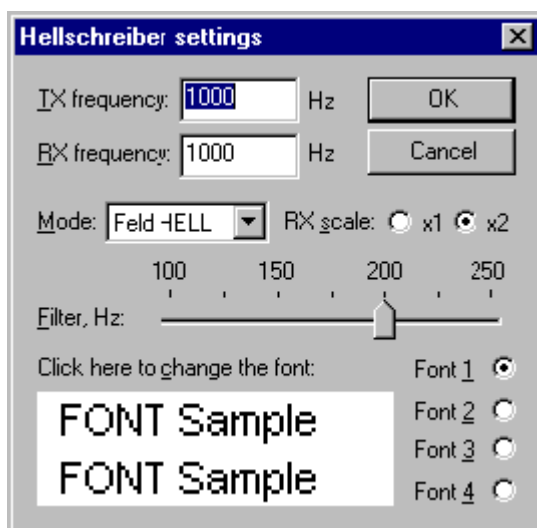 Hellschreiber settings
TX frequency: 1000 Hz OK
RX frequency: 1000 Hz Cancel
Mode: Feld HELL RX scale: x1 x2
100 150 200 250
Filter, Hz:
Click here to change the font: Font 1
FONT Sample Font 2
Font 3
FONT Sample Font 4